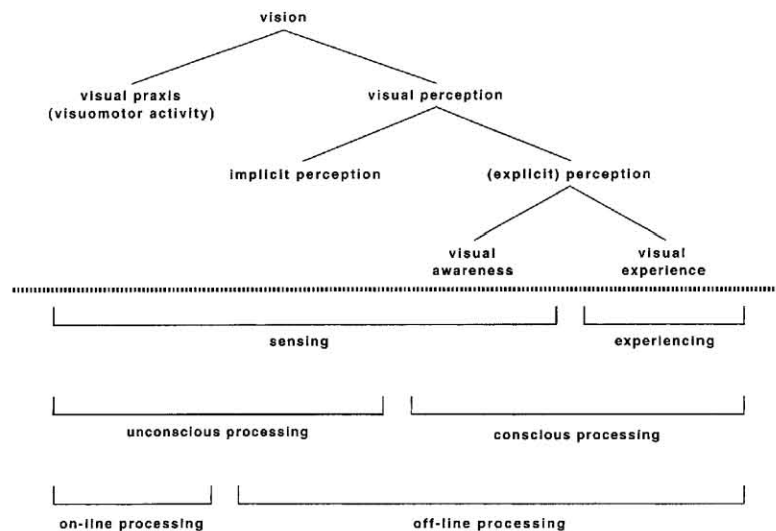 vision
visual praxis
(visuomotor activity)
visual perception
implicit perception
(explicit) perception
visual
awareness
visual
experience
sensing
experiencing
unconscious processing
conscious processing
on-line processing
off-line processing